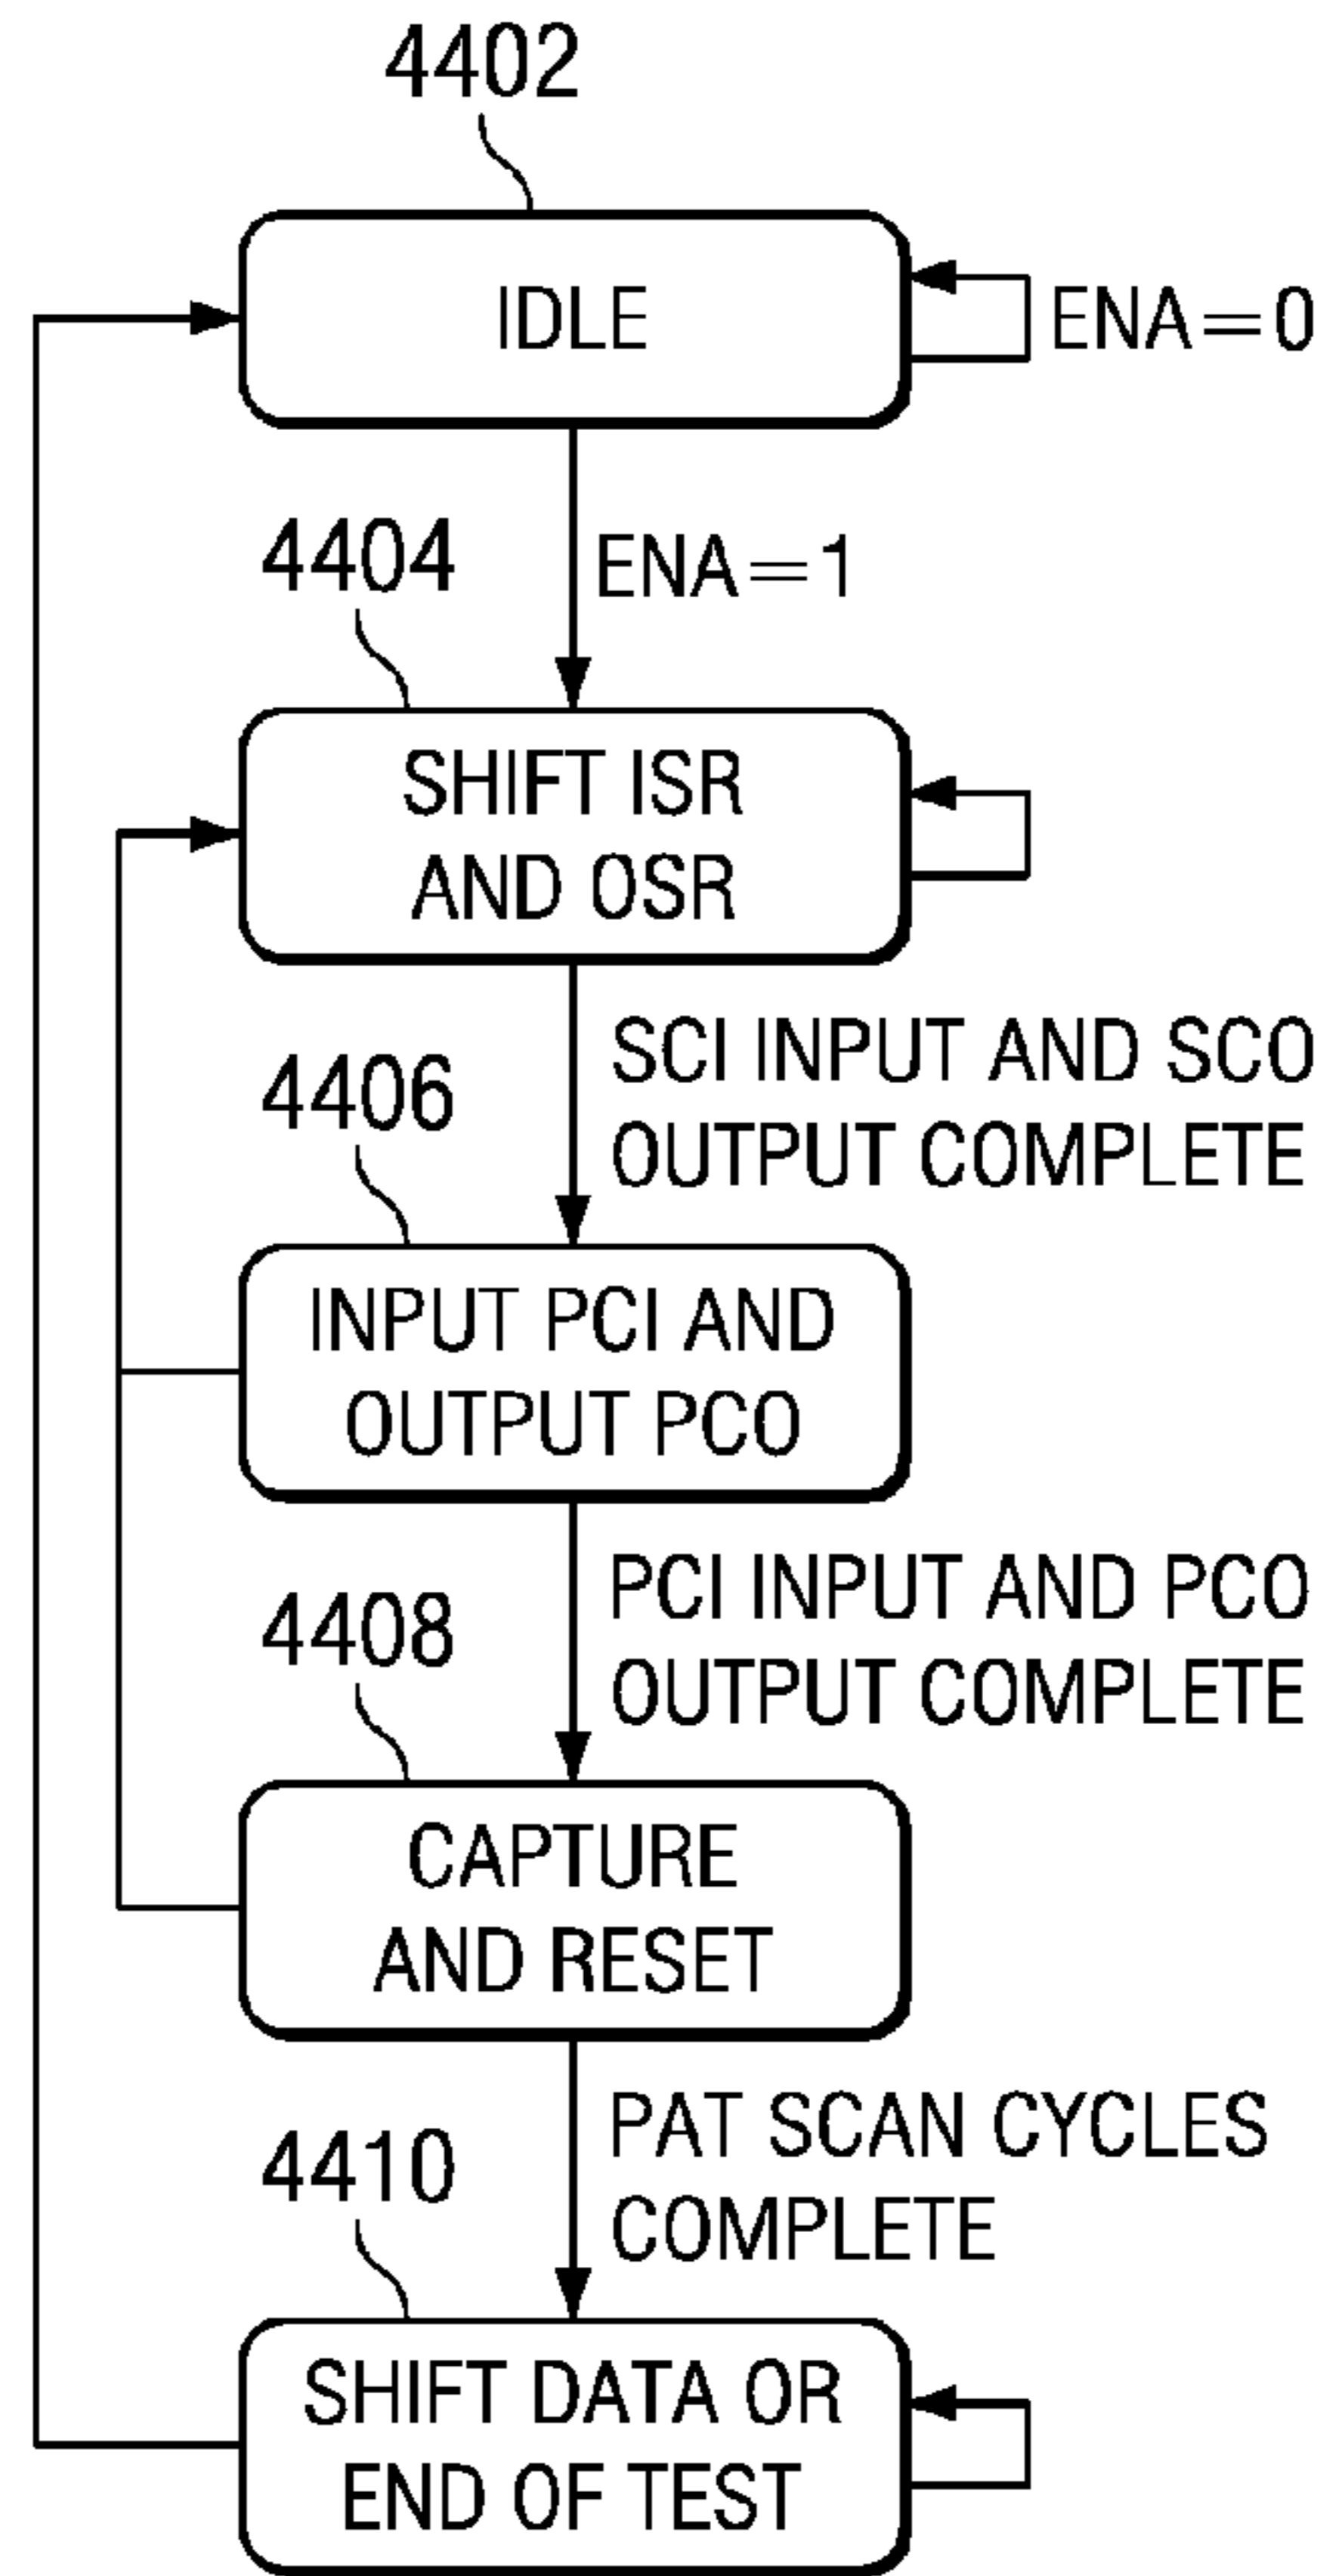 4402
IDLE
ENA=0
4404
ENA=1
SHIFT ISR
AND OSR
4406
SCI INPUT AND SCO
OUTPUT COMPLETE
INPUT PCI AND
OUTPUT PCO
4408
PCI INPUT AND PCO
OUTPUT COMPLETE
CAPTURE
AND RESET
4410
PAT SCAN CYCLES
COMPLETE
SHIFT DATA OR
END OF TEST